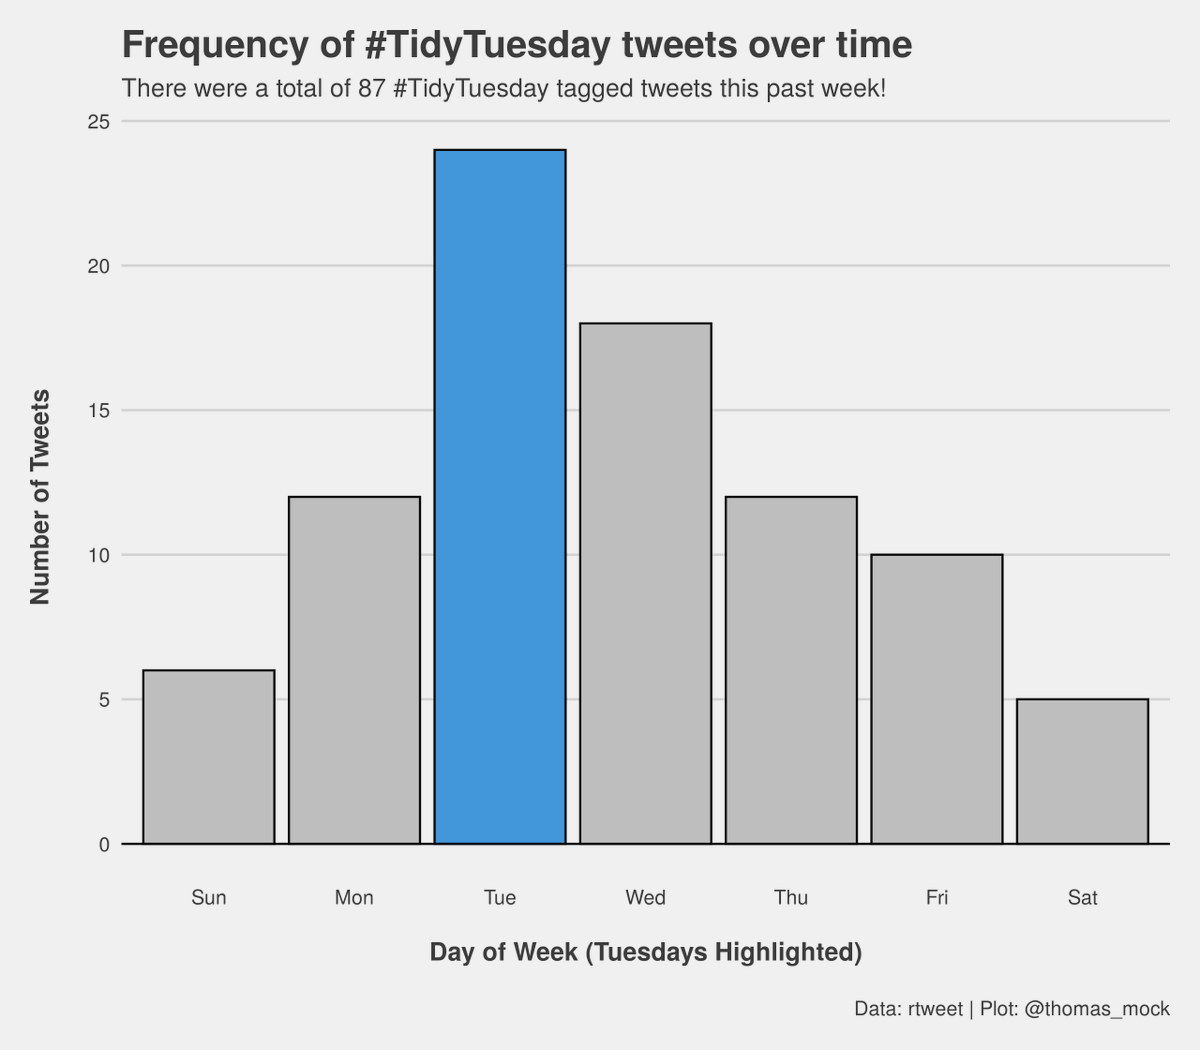 Frequency of #TidyTuesday tweets over time
There were a total of 87 #TidyTuesday tagged tweets this past week!
25
20
15
10
5
0
Number of Tweets
Sun Mon Tue Wed Thu Fri Sat
Day of Week (Tuesdays Highlighted)
Data: rtweet | Plot: @thomas_mock